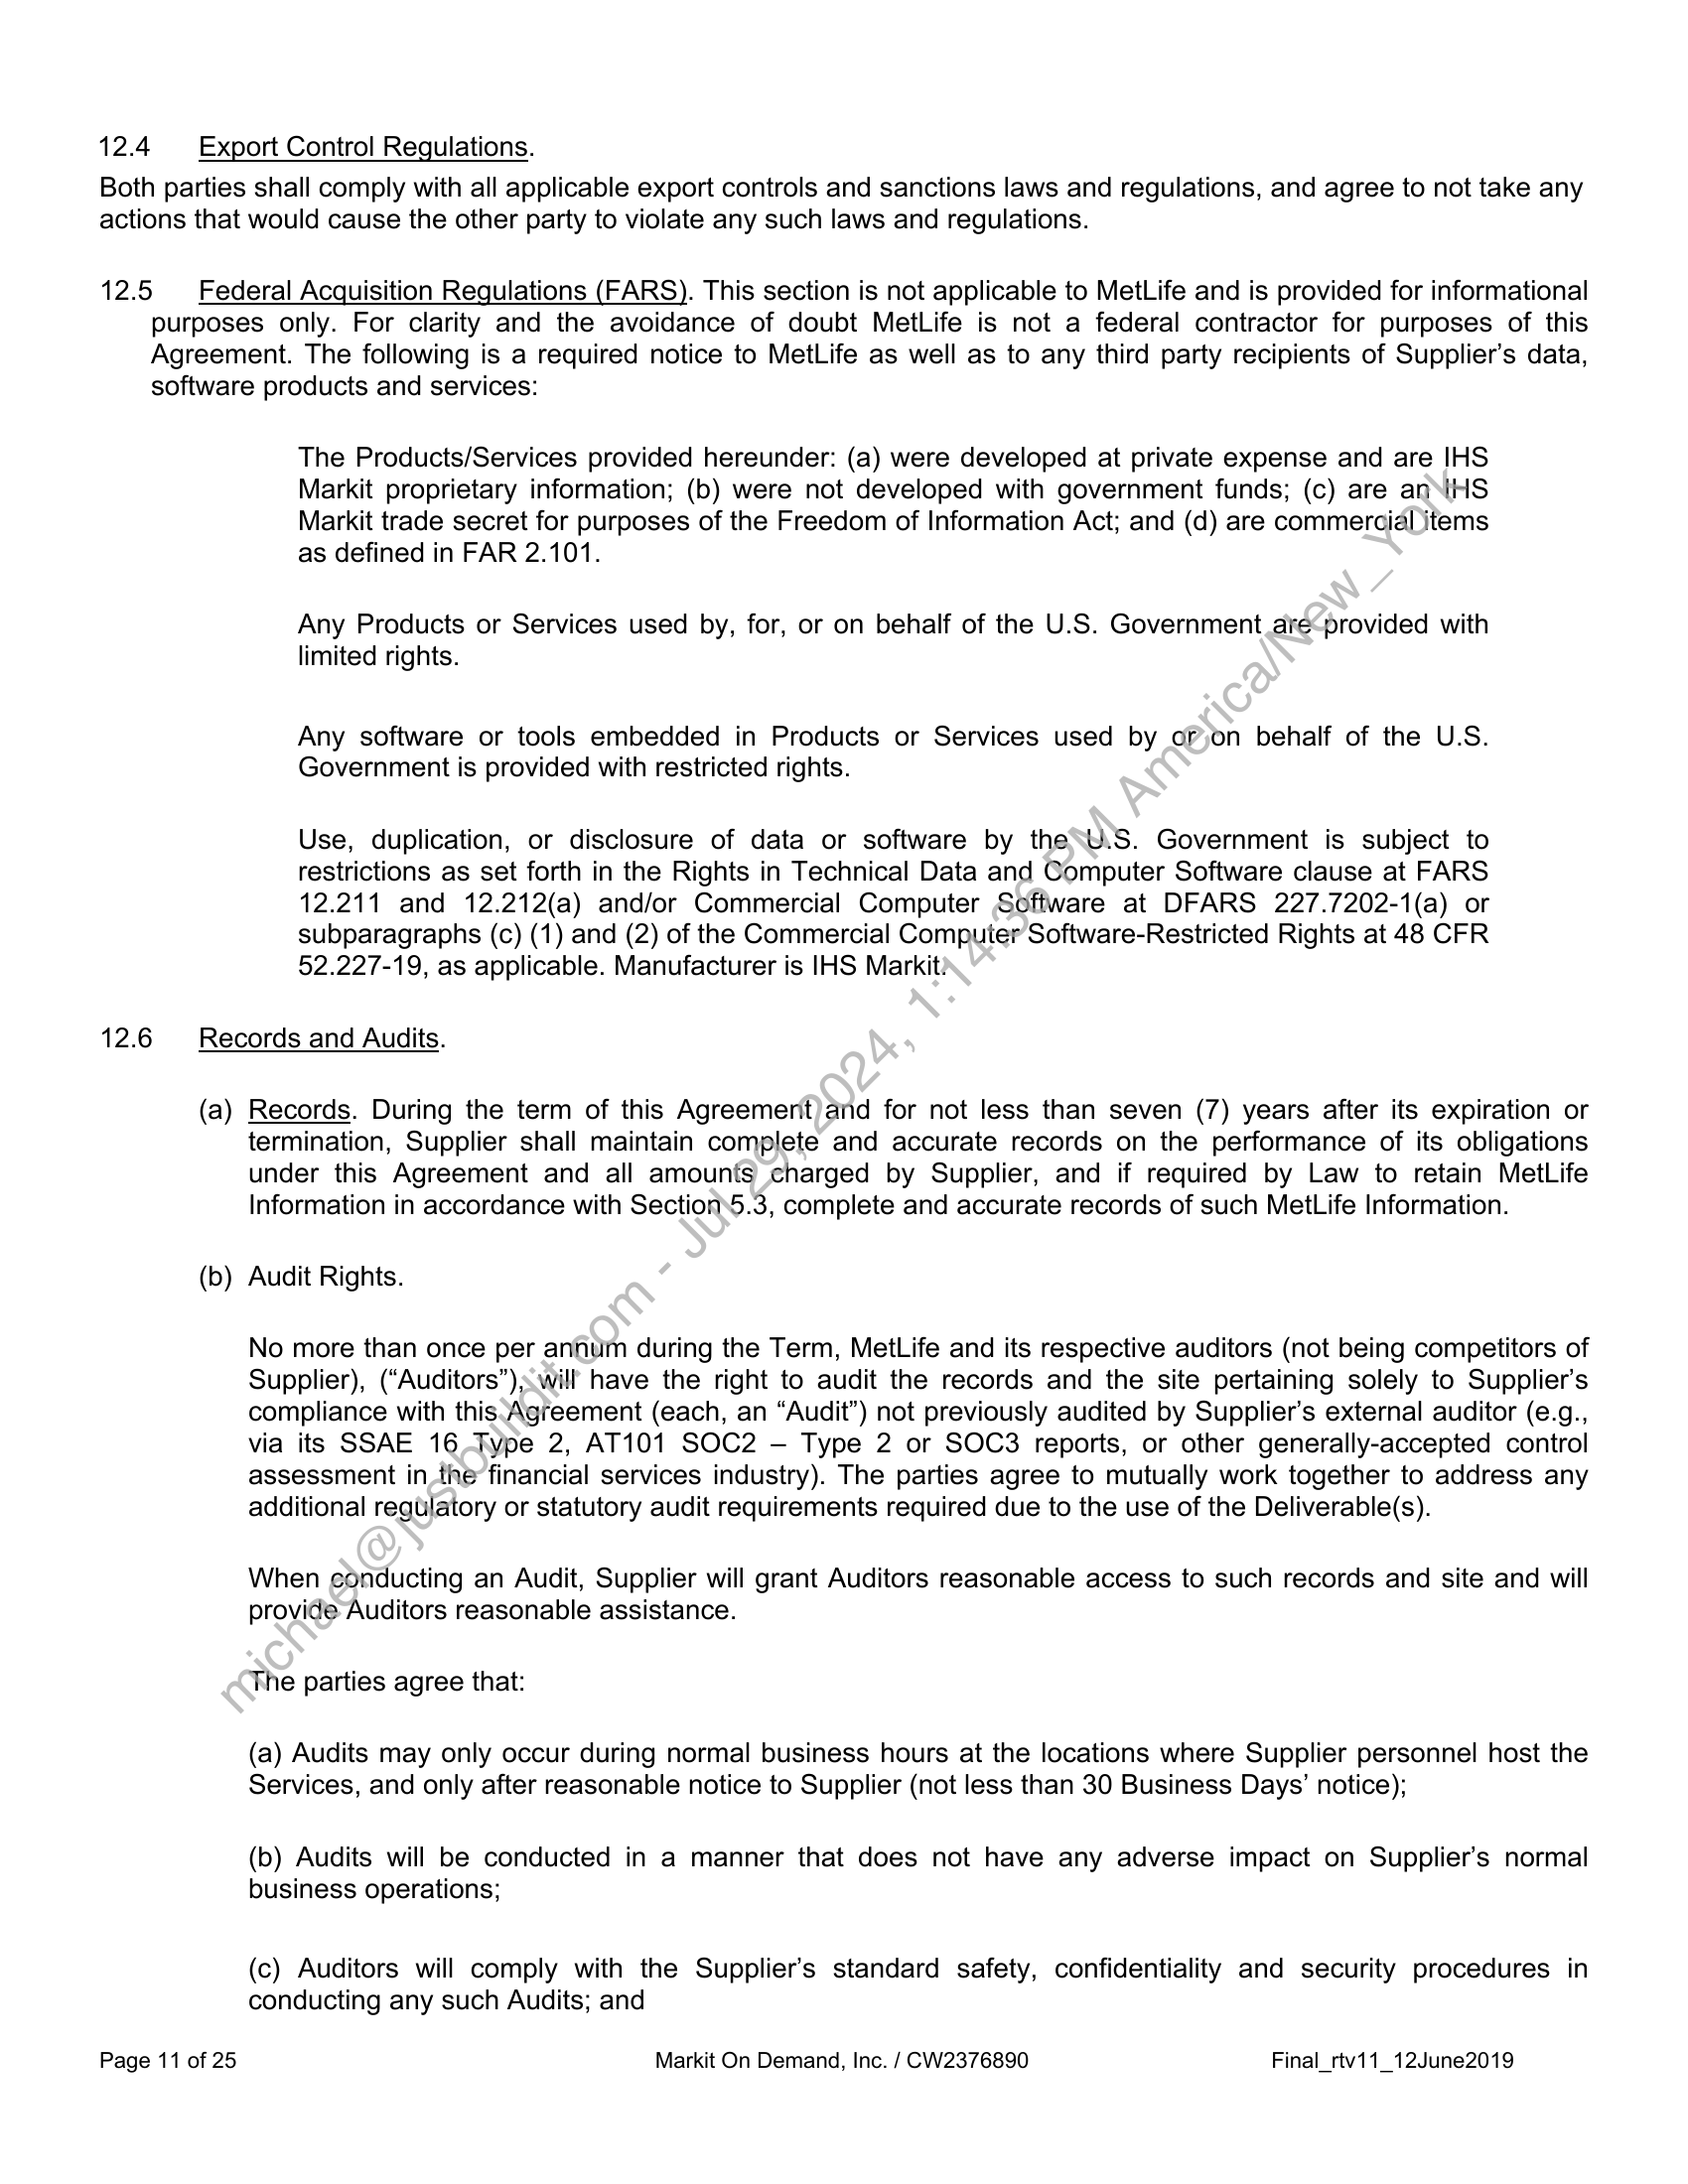 12.4 Export Control Regulations.
Both parties shall comply with all applicable export controls and sanctions laws and regulations, and agree to not take any
actions that would cause the other party to violate any such laws and regulations.
12.5 Federal Acquisition Regulations (FARS). This section is not applicable to MetLife and is provided for informational
purposes only. For clarity and the avoidance of doubt MetLife is not a federal contractor for purposes of this
Agreement. The following is a required notice to MetLife as well as to any third party recipients of Supplier’s data,
software products and services:
The Products/Services provided hereunder: (a) were developed at private expense and are IHS
Markit proprietary information; (b) were not developed with government funds; (c) are an IHS
Markit trade secret for purposes of the Freedom of Information Act; and (d) are commercial items
as defined in FAR 2.101.
Any Products or Services used by, for, or on behalf of the U.S. Government are provided with
limited rights.
Any software or tools embedded in Products or Services used by or on behalf of the U.S.
Government is provided with restricted rights.
Use, duplication, or disclosure of data or software by the U.S. Government is subject to
restrictions as set forth in the Rights in Technical Data and Computer Software clause at FARS
12.211 and 12.212(a) and/or Commercial Computer Software at DFARS 227.7202-1(a) or
subparagraphs (c) (1) and (2) of the Commercial Computer Software-Restricted Rights at 48 CFR
52.227-19, as applicable. Manufacturer is IHS Markit.
12.6 Records and Audits.
(a) Records. During the term of this Agreement and for not less than seven (7) years after its expiration or
termination, Supplier shall maintain complete and accurate records on the performance of its obligations
under this Agreement and all amounts charged by Supplier, and if required by Law to retain MetLife
Information in accordance with Section 5.3, complete and accurate records of such MetLife Information.
(b) Audit Rights.
No more than once per annum during the Term, MetLife and its respective auditors (not being competitors of
Supplier), (“Auditors”), will have the right to audit the records and the site pertaining solely to Supplier’s
compliance with this Agreement (each, an “Audit”) not previously audited by Supplier’s external auditor (e.g.,
via its SSAE 16 Type 2, AT101 SOC2 – Type 2 or SOC3 reports, or other generally-accepted control
assessment in the financial services industry). The parties agree to mutually work together to address any
additional regulatory or statutory audit requirements required due to the use of the Deliverable(s).
When conducting an Audit, Supplier will grant Auditors reasonable access to such records and site and will
provide Auditors reasonable assistance.
The parties agree that:
(a) Audits may only occur during normal business hours at the locations where Supplier personnel host the
Services, and only after reasonable notice to Supplier (not less than 30 Business Days’ notice);
(b) Audits will be conducted in a manner that does not have any adverse impact on Supplier’s normal
business operations;
(c) Auditors will comply with the Supplier’s standard safety, confidentiality and security procedures in
conducting any such Audits; and
Page 11 of 25 Markit On Demand, Inc. / CW2376890 Final_rtv11_12June2019
michael@justbuildit.com - Jul 29, 2024, 1:14:36 PM America/New_York